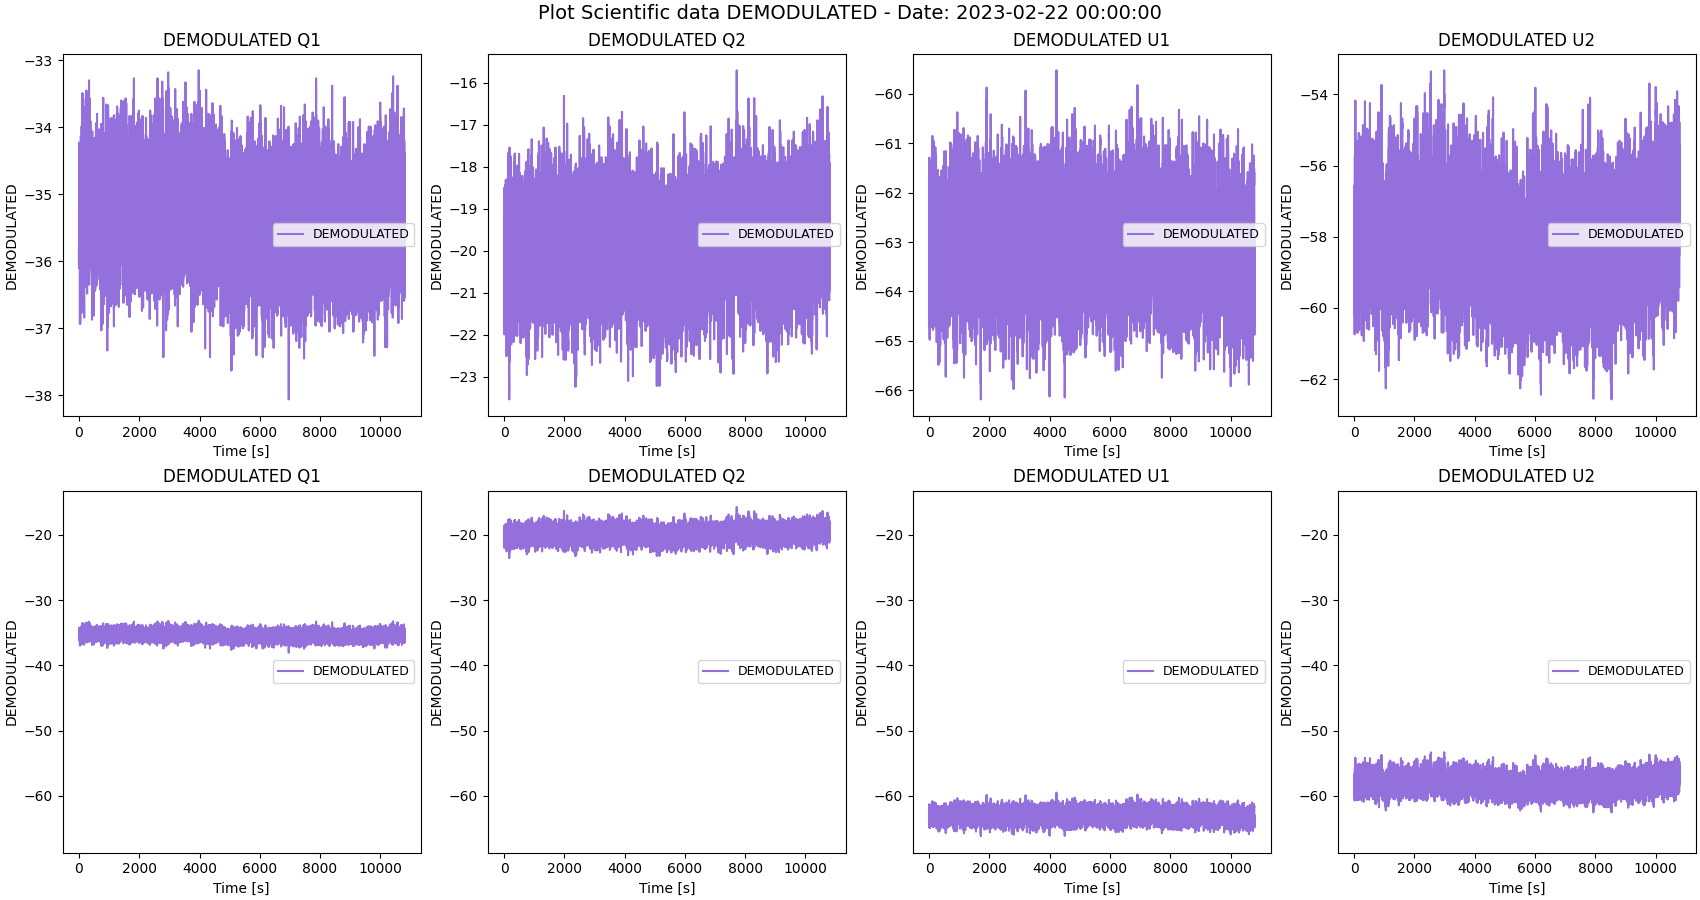 Plot Scientific data DEMODULATED - Date: 2023-02-22 00:00:00
DEMODULATED Q1
DEMODULATED
−33
−34
−35
−36
−37
−38
DEMODULATED
0 2000 4000 6000 8000 10000
Time [s]
DEMODULATED Q2
DEMODULATED
−16
−17
−18
−19
−20
−21
−22
−23
DEMODULATED
0 2000 4000 6000 8000 10000
Time [s]
DEMODULATED U1
DEMODULATED
−60
−61
−62
−63
−64
−65
−66
DEMODULATED
0 2000 4000 6000 8000 10000
Time [s]
DEMODULATED U2
DEMODULATED
−54
−56
−58
−60
−62
DEMODULATED
0 2000 4000 6000 8000 10000
Time [s]
DEMODULATED Q1
DEMODULATED
−20
−30
−40
−50
−60
DEMODULATED
0 2000 4000 6000 8000 10000
Time [s]
DEMODULATED Q2
DEMODULATED
−20
−30
−40
−50
−60
DEMODULATED
0 2000 4000 6000 8000 10000
Time [s]
DEMODULATED U1
DEMODULATED
−20
−30
−40
−50
−60
DEMODULATED
0 2000 4000 6000 8000 10000
Time [s]
DEMODULATED U2
DEMODULATED
−20
−30
−40
−50
−60
DEMODULATED
0 2000 4000 6000 8000 10000
Time [s]